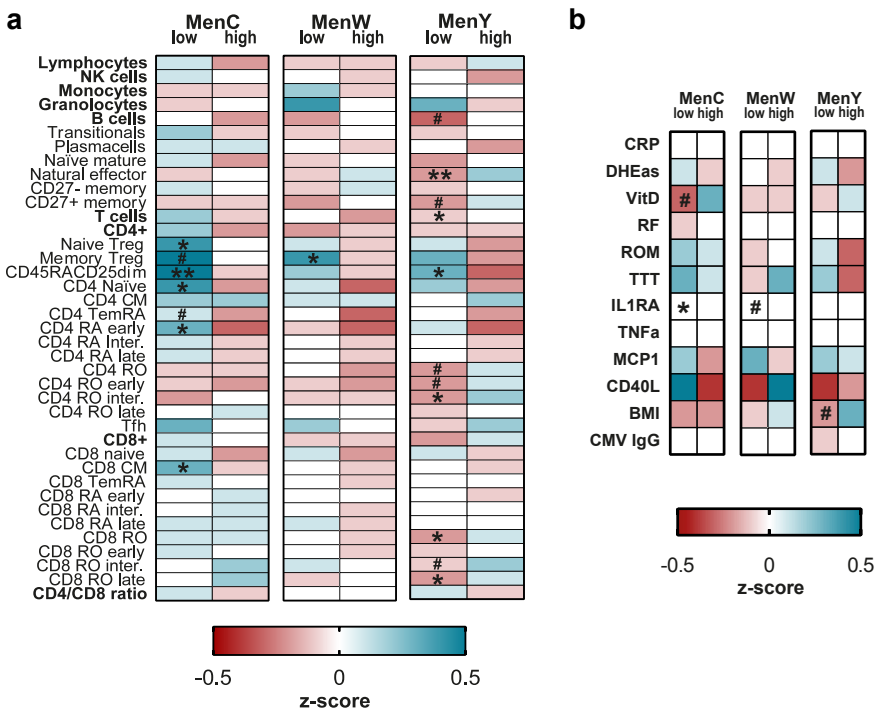 a
MenC MenW MenY
low high low high low high
Lymphocytes
NK cells
Monocytes
Granolocytes
B cells #
Transitionals
Plasmacells
Naïve mature
Natural effector **
CD27- memory
CD27+ memory #
T cells *
CD4+
Naive Treg *
Memory Treg # *
CD45RACD25dim ** *
CD4 Naïve *
CD4 CM
CD4 TemRA #
CD4 RA early *
CD4 RA Inter.
CD4 RA late
CD4 RO #
CD4 RO early #
CD4 RO inter. *
CD4 RO late
Tfh
CD8+
CD8 naive
CD8 CM *
CD8 TemRA
CD8 RA early
CD8 RA inter.
CD8 RA late
CD8 RO *
CD8 RO early
CD8 RO inter. #
CD8 RO late *
CD4/CD8 ratio
-0.5 0 0.5
z-score
b
MenC MenW MenY
low high low high low high
CRP
DHEas
VitD #
RF
ROM
TTT
IL1RA * #
TNFa
MCP1
CD40L
BMI #
CMV IgG
-0.5 0 0.5
z-score